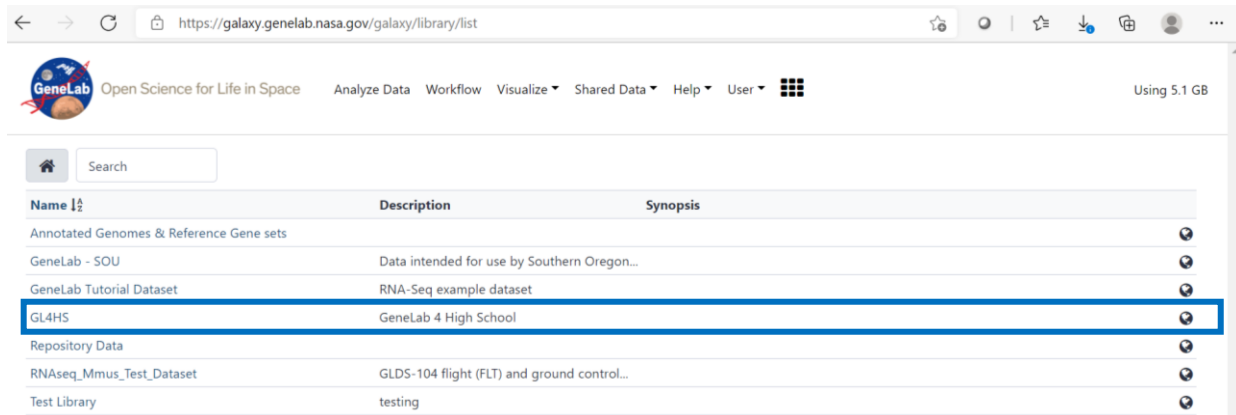 https://galaxy.genelab.nasa.gov/galaxy/library/list
GeneLab
Open Science for Life in Space Analyze Data Workflow Visualize Shared Data Help User Using 5.1 GB
Search
Name Description Synopsis
Annotated Genomes & Reference Gene sets
GeneLab - SOU Data intended for use by Southern Oregon...
GeneLab Tutorial Dataset RNA-Seq example dataset
GL4HS GeneLab 4 High School
Repository Data
RNAseq_Mmus_Test_Dataset GLDS-104 flight (FLT) and ground control...
Test Library testing